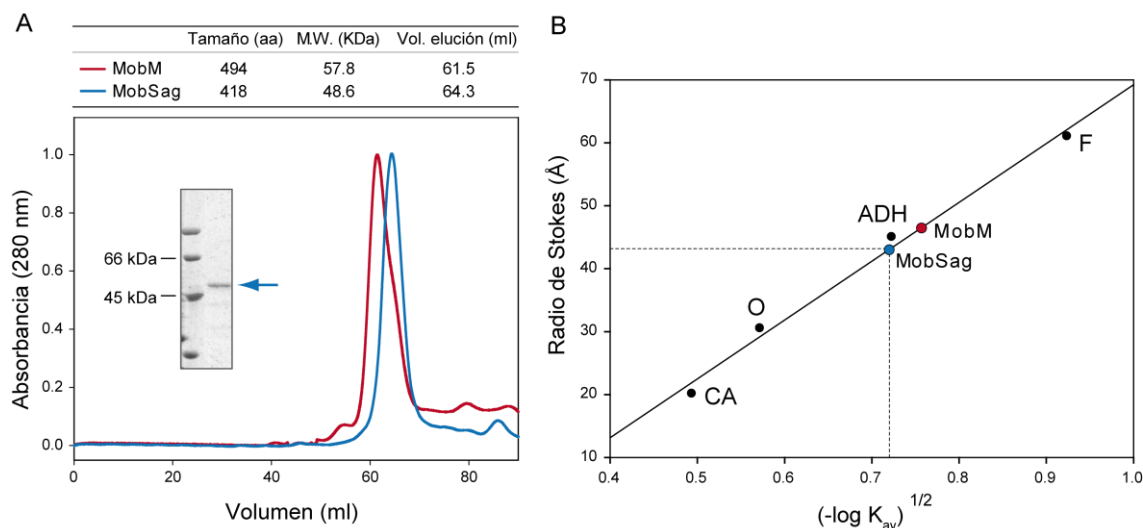 A
Tamaño (aa) M.W. (KDa) Vol. elución (ml)
MobM 494 57.8 61.5
MobSag 418 48.6 64.3
Absorbancia (280 nm)
1.0
0.8
0.6
0.4
0.2
0.0
66 kDa
45 kDa
0 20 40 60 80
Volumen (ml)
B
Radio de Stokes (Å)
70
60
50
40
30
20
10
F
ADH
MobM
MobSag
O
CA
0.4 0.5 0.6 0.7 0.8 0.9 1.0
(-log K av) 1/2